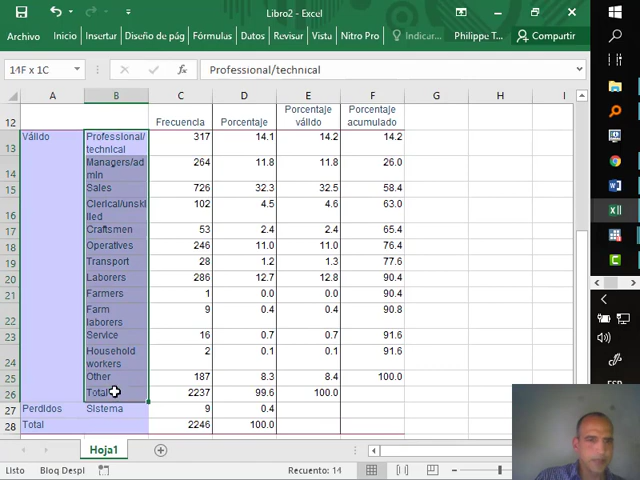 Libro2 - Excel
Archivo Inicio Insertar Diseño de pág Fórmulas Datos Revisar Vista Nitro Pro Indicar... Philippe T... Compartir
14F x 1C fx Professional/technical
A B C D E F G H I
12 Frecuencia Porcentaje Porcentaje válido Porcentaje acumulado
13 Válido Professional/technical 317 14.1 14.2 14.2
14 Managers/admin 264 11.8 11.8 26.0
15 Sales 726 32.3 32.5 58.4
16 Clerical/unskilled 102 4.5 4.6 63.0
17 Craftsmen 53 2.4 2.4 65.4
18 Operatives 246 11.0 11.0 76.4
19 Transport 28 1.2 1.3 77.6
20 Laborers 286 12.7 12.8 90.4
21 Farmers 1 0.0 0.0 90.4
22 Farm laborers 9 0.4 0.4 90.8
23 Service 16 0.7 0.7 91.6
24 Household workers 2 0.1 0.1 91.6
25 Other 187 8.3 8.4 100.0
26 Total 2237 99.6 100.0
27 Perdidos Sistema 9 0.4
28 Total 2246 100.0
Hoja1
Listo Bloq Despl Recuento: 14